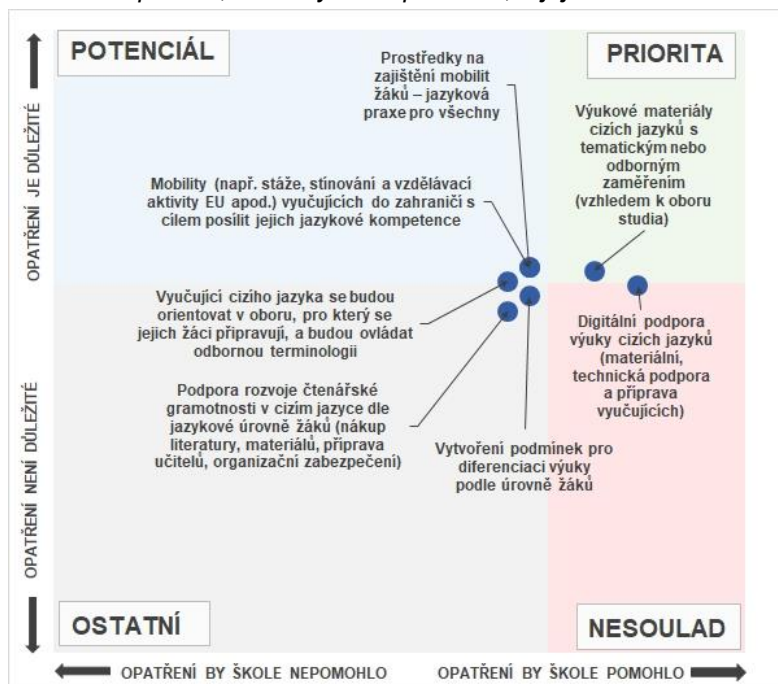 POTENCIÁL
PRIORITA
Prostředky na
zajištění mobilit
žáků – jazyková
praxe pro všechny
Výukové materiály
cizích jazyků s
tematickým nebo
odborným
zaměřením
(vzhledem k oboru
studia)
Mobility (např. stáže, stínování a vzdělávací
aktivity EU apod.) vyučujících do zahraničí s
cílem posílit jejich jazykové kompetence
Vyučující cizího jazyka se budou
orientovat v oboru, pro který se
jejich žáci připravují, a budou ovládat
odbornou terminologii
Digitální podpora
výuky cizích jazyků
(materiální,
technická podpora
a příprava
vyučujících)
Podpora rozvoje čtenářské
gramotnosti v cizím jazyce dle
jazykové úrovně žáků (nákup
literatury, materiálů, příprava
učitelů, organizační zabezpečení)
Vytvoření podmínek pro
diferenciaci výuky
podle úrovně žáků
OSTATNÍ
NESOULAD
OPATŘENÍ JE DŮLEŽITÉ
OPATŘENÍ NENÍ DŮLEŽITÉ
OPATŘENÍ BY ŠKOLE NEPOMOHLO
OPATŘENÍ BY ŠKOLE POMOHLO